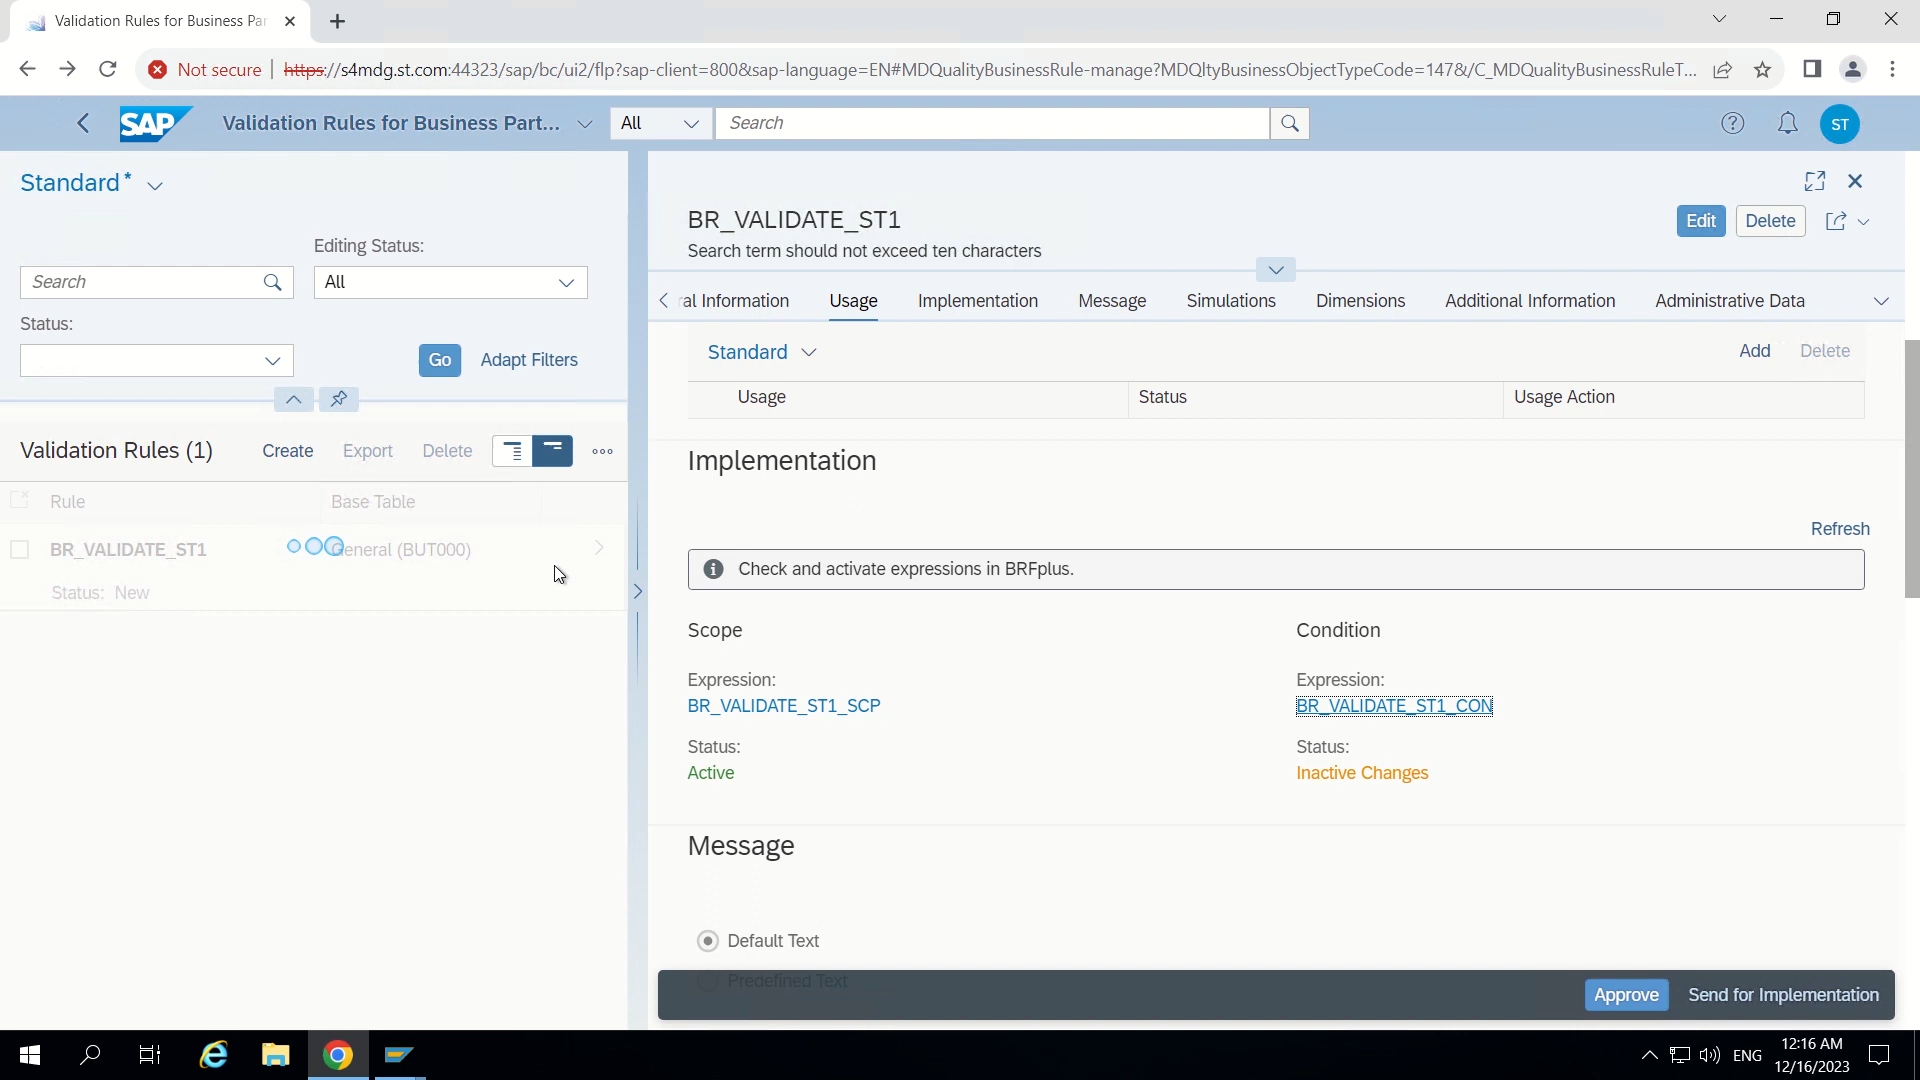 Validation Rules for Business Par
Not secure
https://s4mdg.st.com:44323/sap/bc/ui2/flp?sap-client=800&sap-language=EN#MDQualityBusinessRule-manage?MDQltyBusinessObjectTypeCode=147&/C_MDQualityBusinessRuleT...
SAP
Validation Rules for Business Part...
All
Search
ST
Standard*
Editing Status:
Search
All
Status:
Go
Adapt Filters
Validation Rules (1)
Create
Export
Delete
Rule
Base Table
BR_VALIDATE_ST1
General (BUT000)
Status: New
BR_VALIDATE_ST1
Search term should not exceed ten characters
Edit
Delete
ral Information
Usage
Implementation
Message
Simulations
Dimensions
Additional Information
Administrative Data
Standard
Add
Delete
Usage
Status
Usage Action
Implementation
Refresh
Check and activate expressions in BRFplus.
Scope
Condition
Expression:
BR_VALIDATE_ST1_SCP
Expression:
BR_VALIDATE_ST1_CON
Status:
Active
Status:
Inactive Changes
Message
Default Text
Predefined Text
Approve
Send for Implementation
ENG
12:16 AM
12/16/2023